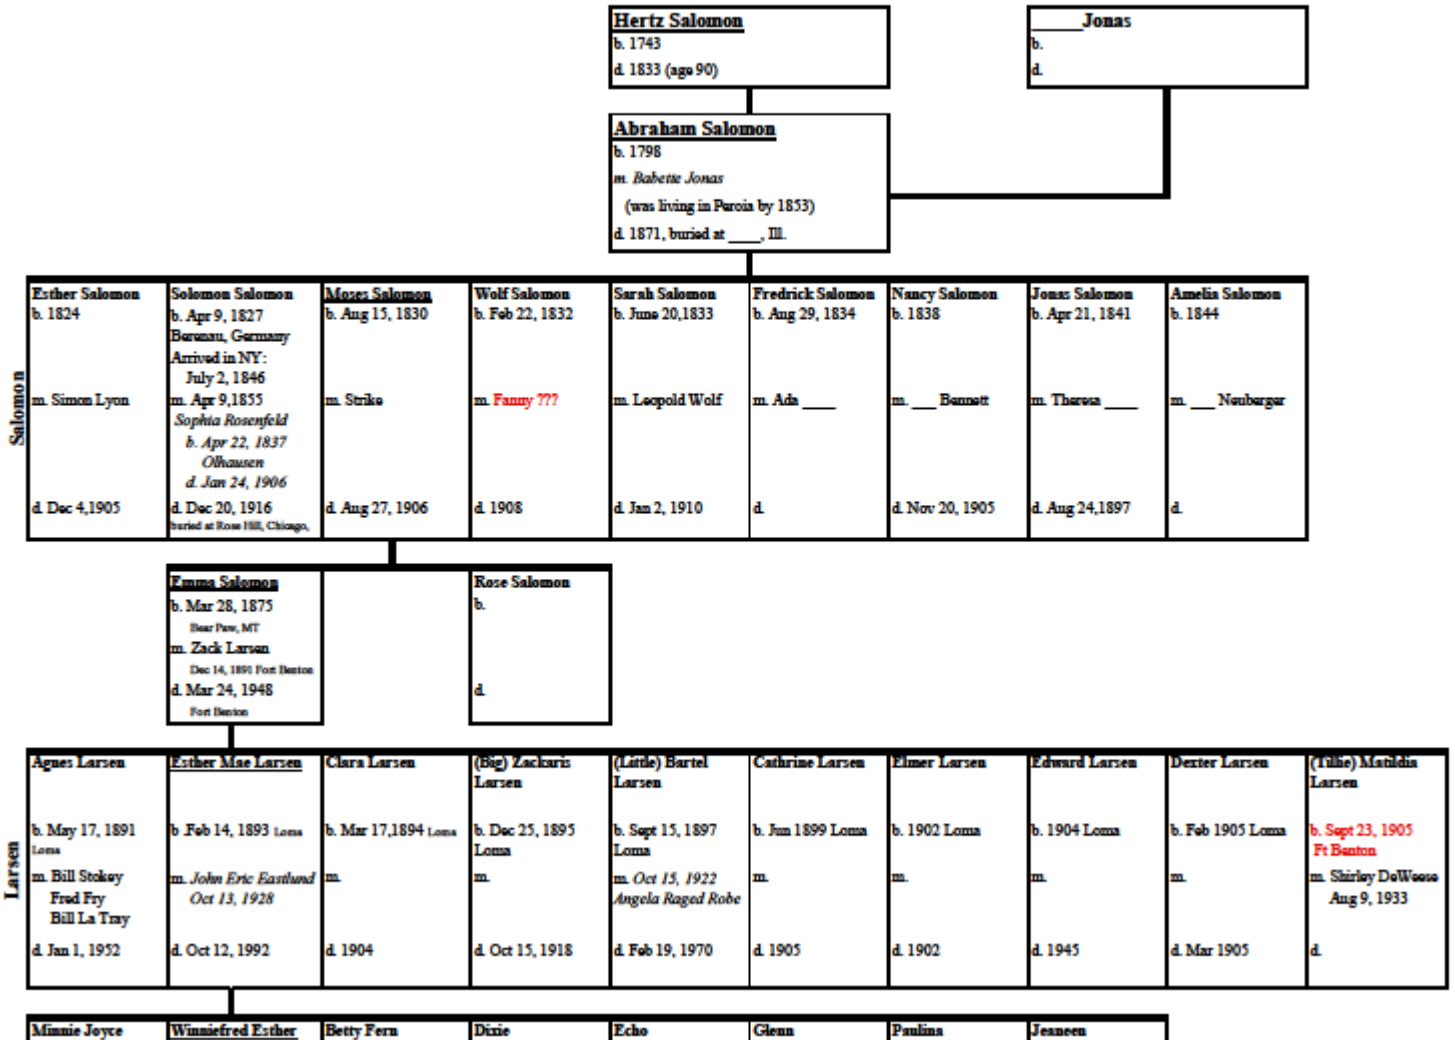 Hertz Salomon
b. 1743
d. 1833 (age 90)
_____Jonas
b.
d.
Abraham Salomon
b. 1798
m. Babette Jonas
(was living in Peroia by 1853)
d. 1871, buried at ____, Ill.
Salomon
Esther Salomon
b. 1824
m. Simon Lyon
d. Dec 4,1905
Solomon Salomon
b. Apr 9, 1827
Berenau, Germany
Arrived in NY:
July 2, 1846
m. Apr 9,1855
Sophia Rosenfeld
b. Apr 22, 1837
Olhausen
d. Jan 24, 1906
d. Dec 20, 1916
buried at Rose Hill, Chicago,
Moses Salomon
b. Aug 15, 1830
m. Strike
d. Aug 27, 1906
Wolf Salomon
b. Feb 22, 1832
m. Fanny ???
d. 1908
Sarah Salomon
b. June 20,1833
m. Leopold Wolf
d. Jan 2, 1910
Fredrick Salomon
b. Aug 29, 1834
m. Ada ____
d.
Nancy Salomon
b. 1838
m. ___ Bennett
d. Nov 20, 1905
Jonas Salomon
b. Apr 21, 1841
m. Theresa ____
d. Aug 24,1897
Amelia Salomon
b. 1844
m. ___ Neuberger
d.
Emma Salomon
b. Mar 28, 1875
Bear Paw, MT
m. Zack Larsen
Dec 14, 1891 Fort Benton
d. Mar 24, 1948
Fort Benton
Rose Salomon
b.
d.
Larsen
Agnes Larsen
b. May 17, 1891
Loma
m. Bill Stokey
Fred Fry
Bill La Tray
d. Jan 1, 1952
Esther Mae Larsen
b .Feb 14, 1893 Loma
m. John Eric Eastlund
Oct 13, 1928
d. Oct 12, 1992
Clara Larsen
b. Mar 17,1894 Loma
m.
d. 1904
(Big) Zackaris
Larsen
b. Dec 25, 1895
Loma
m.
d. Oct 15, 1918
(Little) Bartel
Larsen
b. Sept 15, 1897
Loma
m. Oct 15, 1922
Angela Raged Robe
d. Feb 19, 1970
Cathrine Larsen
b. Jun 1899 Loma
m.
d. 1905
Elmer Larsen
b. 1902 Loma
m.
d. 1902
Edward Larsen
b. 1904 Loma
m.
d. 1945
Dexter Larsen
b. Feb 1905 Loma
m.
d. Mar 1905
(Tillie) Matildia
Larsen
b. Sept 23, 1905
Ft Benton
m. Shirley DeWeese
Aug 9, 1933
d.
Minnie Joyce
Winniefred Esther
Betty Fern
Dixie
Echo
Glenn
Paulina
Jeaneen